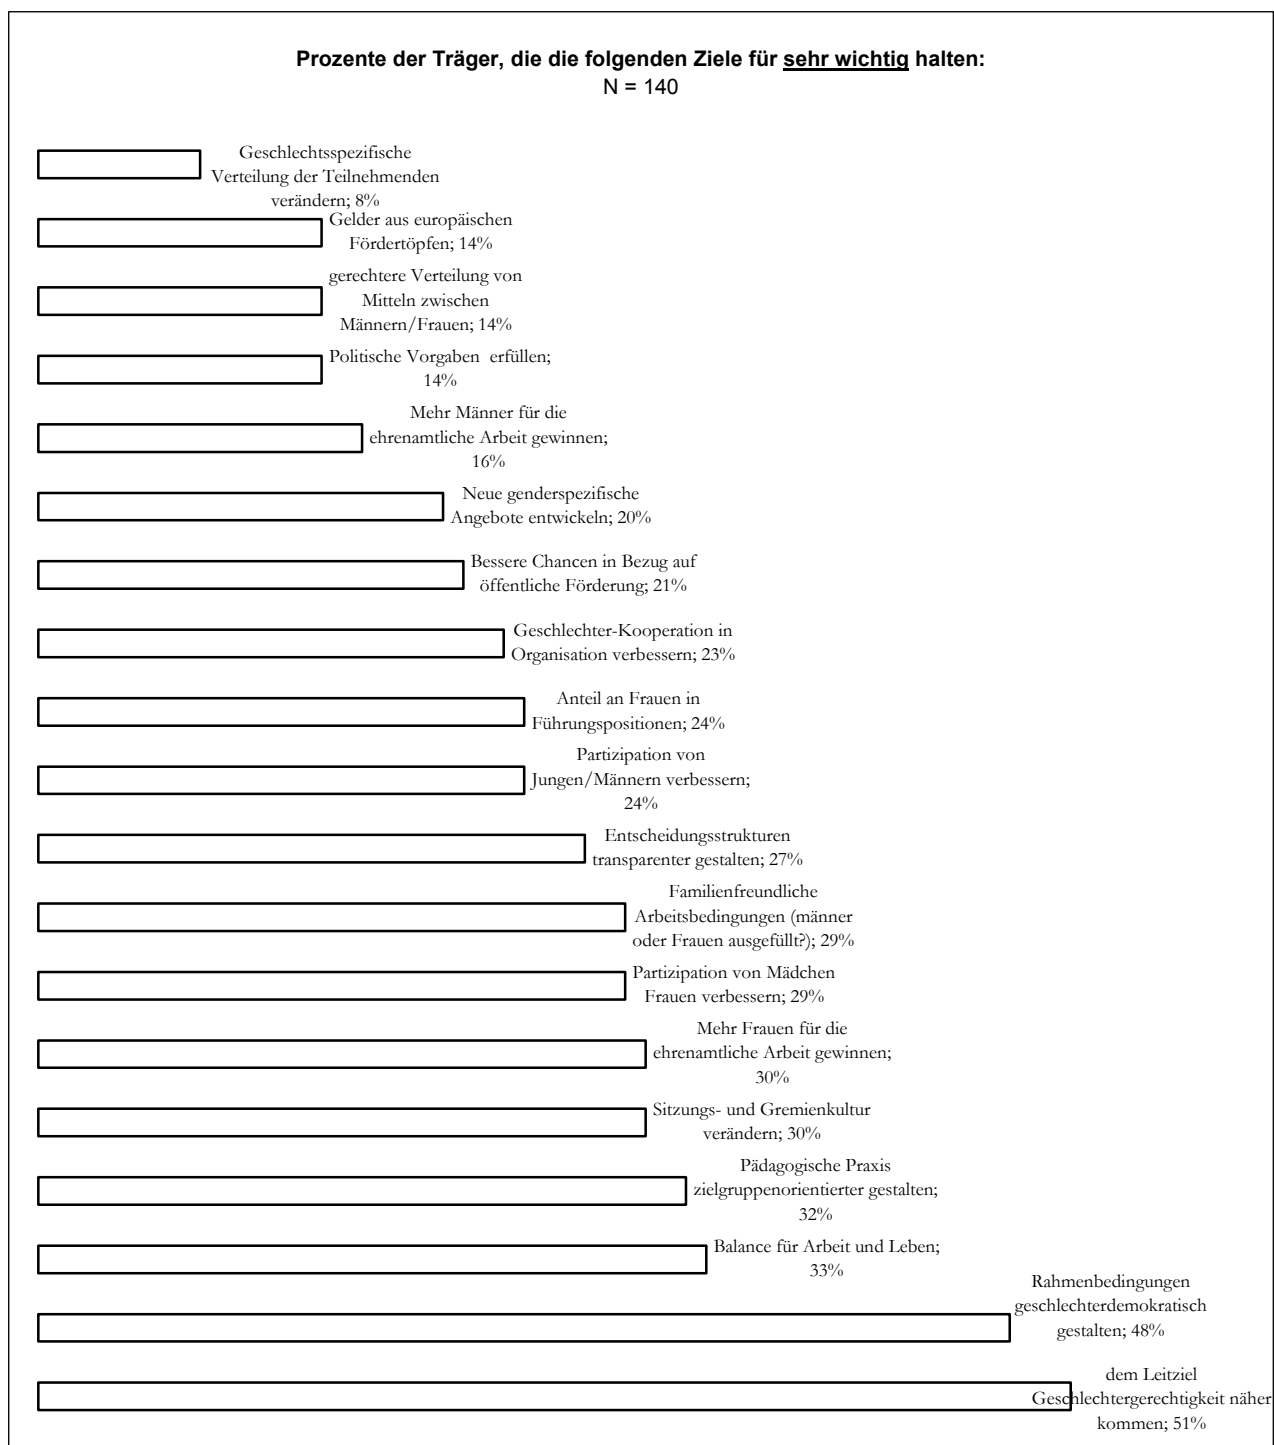 Prozente der Träger, die die folgenden Ziele für sehr wichtig halten:
N = 140
Geschlechtsspezifische
Verteilung der Teilnehmenden
verändern; 8%
Gelder aus europäischen
Fördertöpfen; 14%
gerechtere Verteilung von
Mitteln zwischen
Männern/Frauen; 14%
Politische Vorgaben  erfüllen;
14%
Mehr Männer für die
ehrenamtliche Arbeit gewinnen;
16%
Neue genderspezifische
Angebote entwickeln; 20%
Bessere Chancen in Bezug auf
öffentliche Förderung; 21%
Geschlechter-Kooperation in
Organisation verbessern; 23%
Anteil an Frauen in
Führungspositionen; 24%
Partizipation von
Jungen/Männern verbessern;
24%
Entscheidungsstrukturen
transparenter gestalten; 27%
Familienfreundliche
Arbeitsbedingungen (männer
oder Frauen ausgefüllt?); 29%
Partizipation von Mädchen
Frauen verbessern; 29%
Mehr Frauen für die
ehrenamtliche Arbeit gewinnen;
30%
Sitzungs- und Gremienkultur
verändern; 30%
Pädagogische Praxis
zielgruppenorientierter gestalten;
32%
Balance für Arbeit und Leben;
33%
Rahmenbedingungen
geschlechterdemokratisch
gestalten; 48%
dem Leitziel
Geschlechtergerechtigkeit näher
kommen; 51%